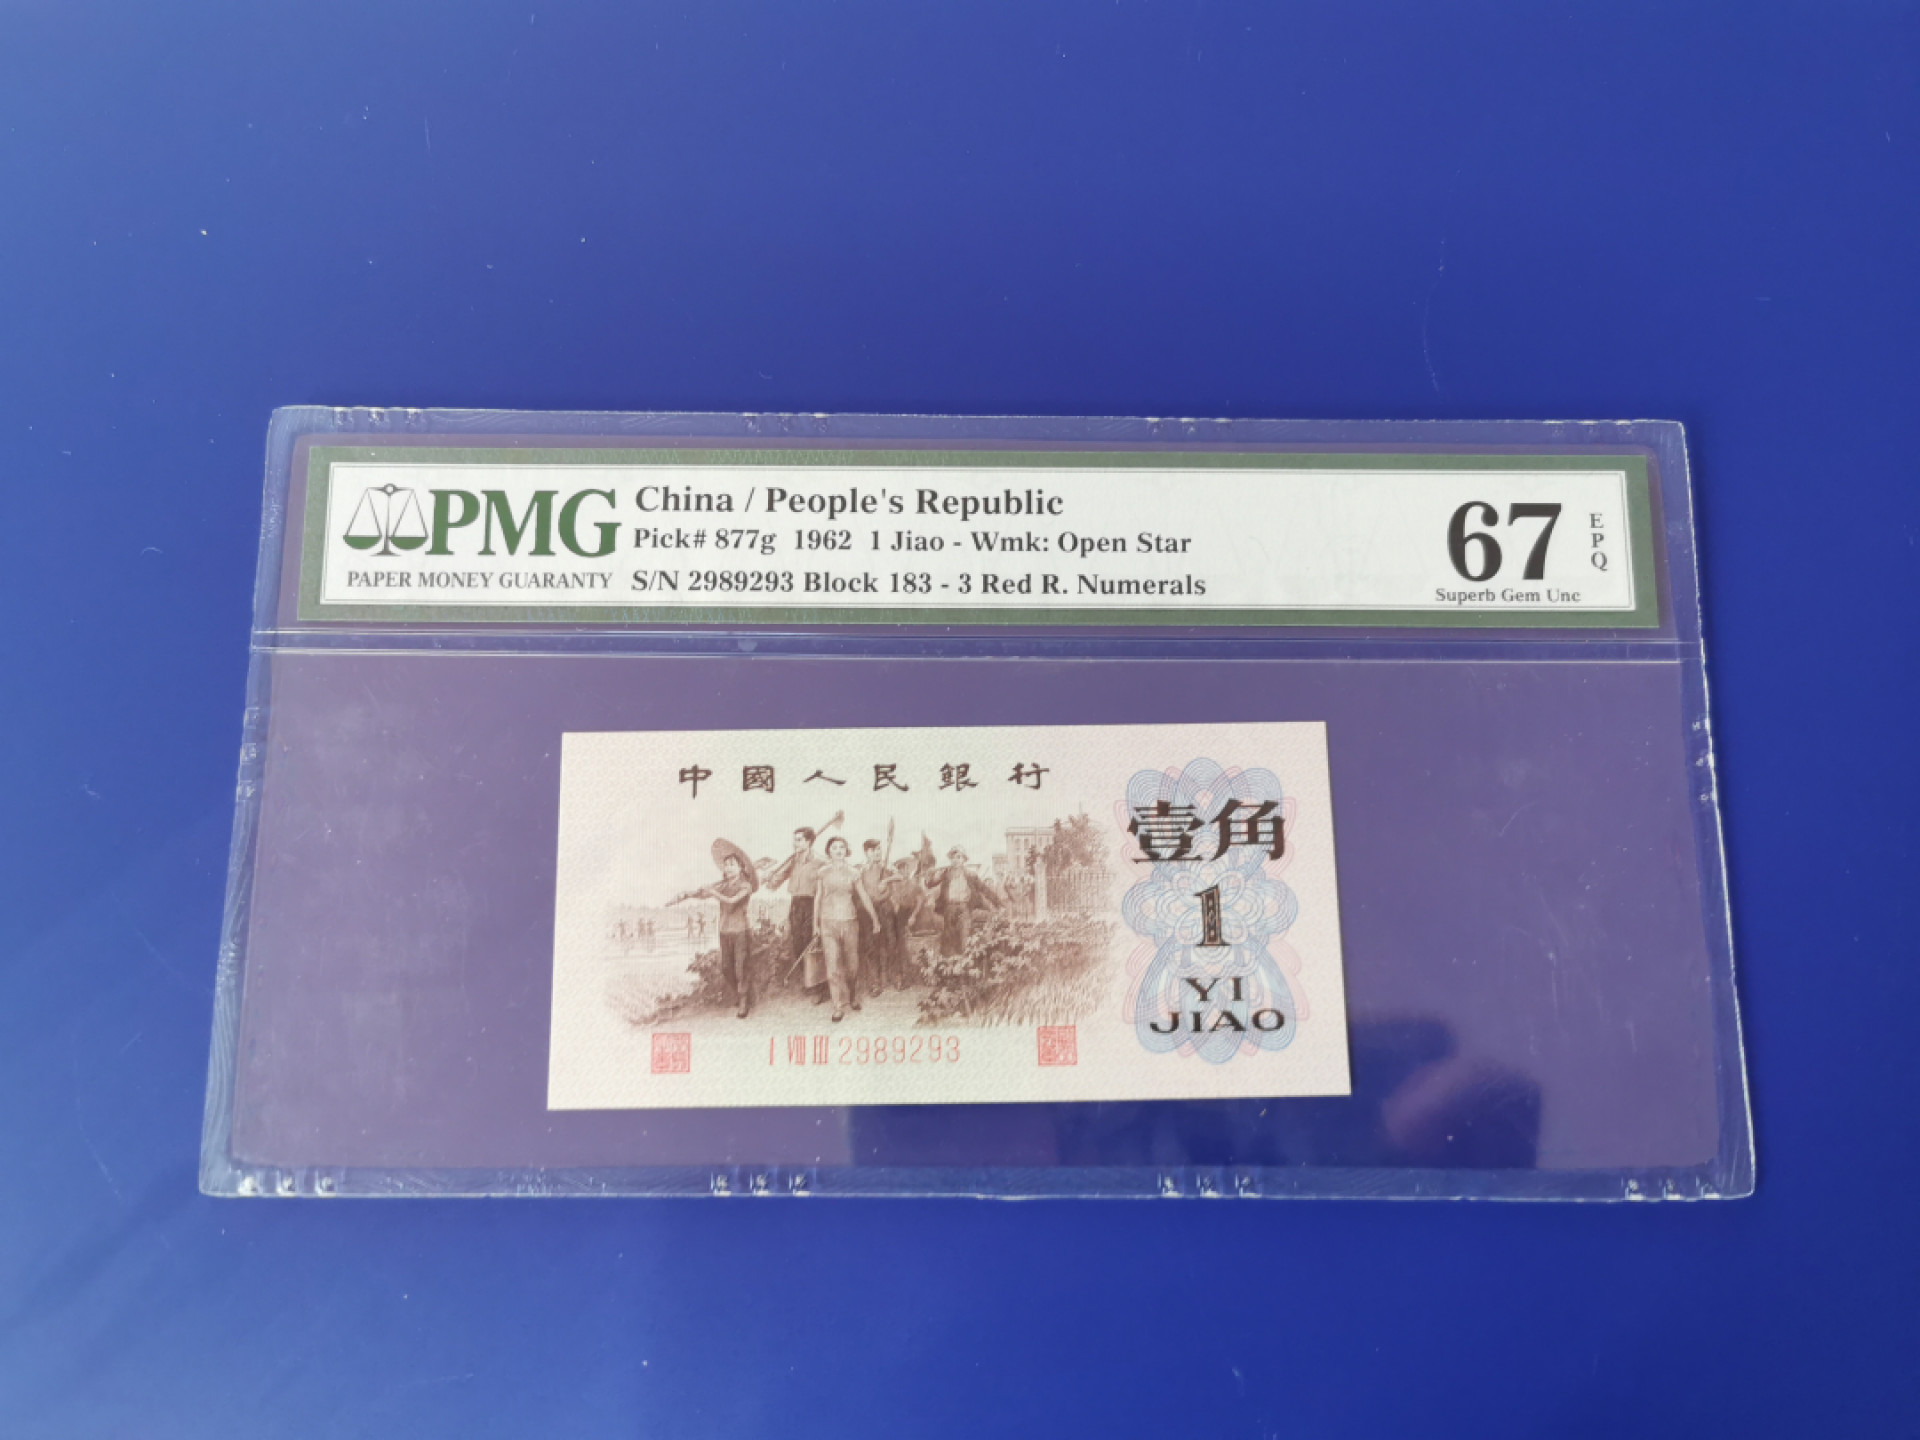 PMG
PAPER MONEY GUARANTY
China / People's Republic
Pick# 877g 1962 1 Jiao - Wmk: Open Star
S/N 2989293 Block 183 - 3 Red R. Numerals
67
EPQ
Superb Gem Unc
中國人民銀行
壹角
1
YI
JIAO
I VIII III 2989293